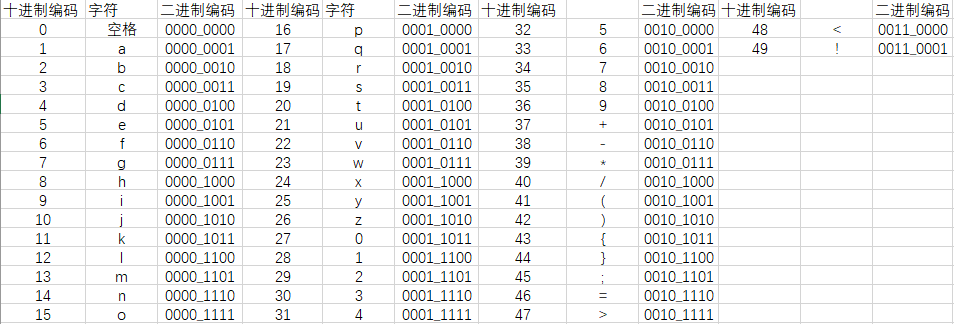 十进制编码 字符 二进制编码 十进制编码 字符 二进制编码 十进制编码 二进制编码 十进制编码 二进制编码
0 空格 0000_0000 16 p 0001_0000 32 5 0010_0000 48 < 0011_0000
1 a 0000_0001 17 q 0001_0001 33 6 0010_0001 49 ! 0011_0001
2 b 0000_0010 18 r 0001_0010 34 7 0010_0010
3 c 0000_0011 19 s 0001_0011 35 8 0010_0011
4 d 0000_0100 20 t 0001_0100 36 9 0010_0100
5 e 0000_0101 21 u 0001_0101 37 + 0010_0101
6 f 0000_0110 22 v 0001_0110 38 - 0010_0110
7 g 0000_0111 23 w 0001_0111 39 * 0010_0111
8 h 0000_1000 24 x 0001_1000 40 / 0010_1000
9 i 0000_1001 25 y 0001_1001 41 ( 0010_1001
10 j 0000_1010 26 z 0001_1010 42 ) 0010_1010
11 k 0000_1011 27 0 0001_1011 43 { 0010_1011
12 l 0000_1100 28 1 0001_1100 44 } 0010_1100
13 m 0000_1101 29 2 0001_1101 45 ; 0010_1101
14 n 0000_1110 30 3 0001_1110 46 = 0010_1110
15 o 0000_1111 31 4 0001_1111 47 > 0010_1111